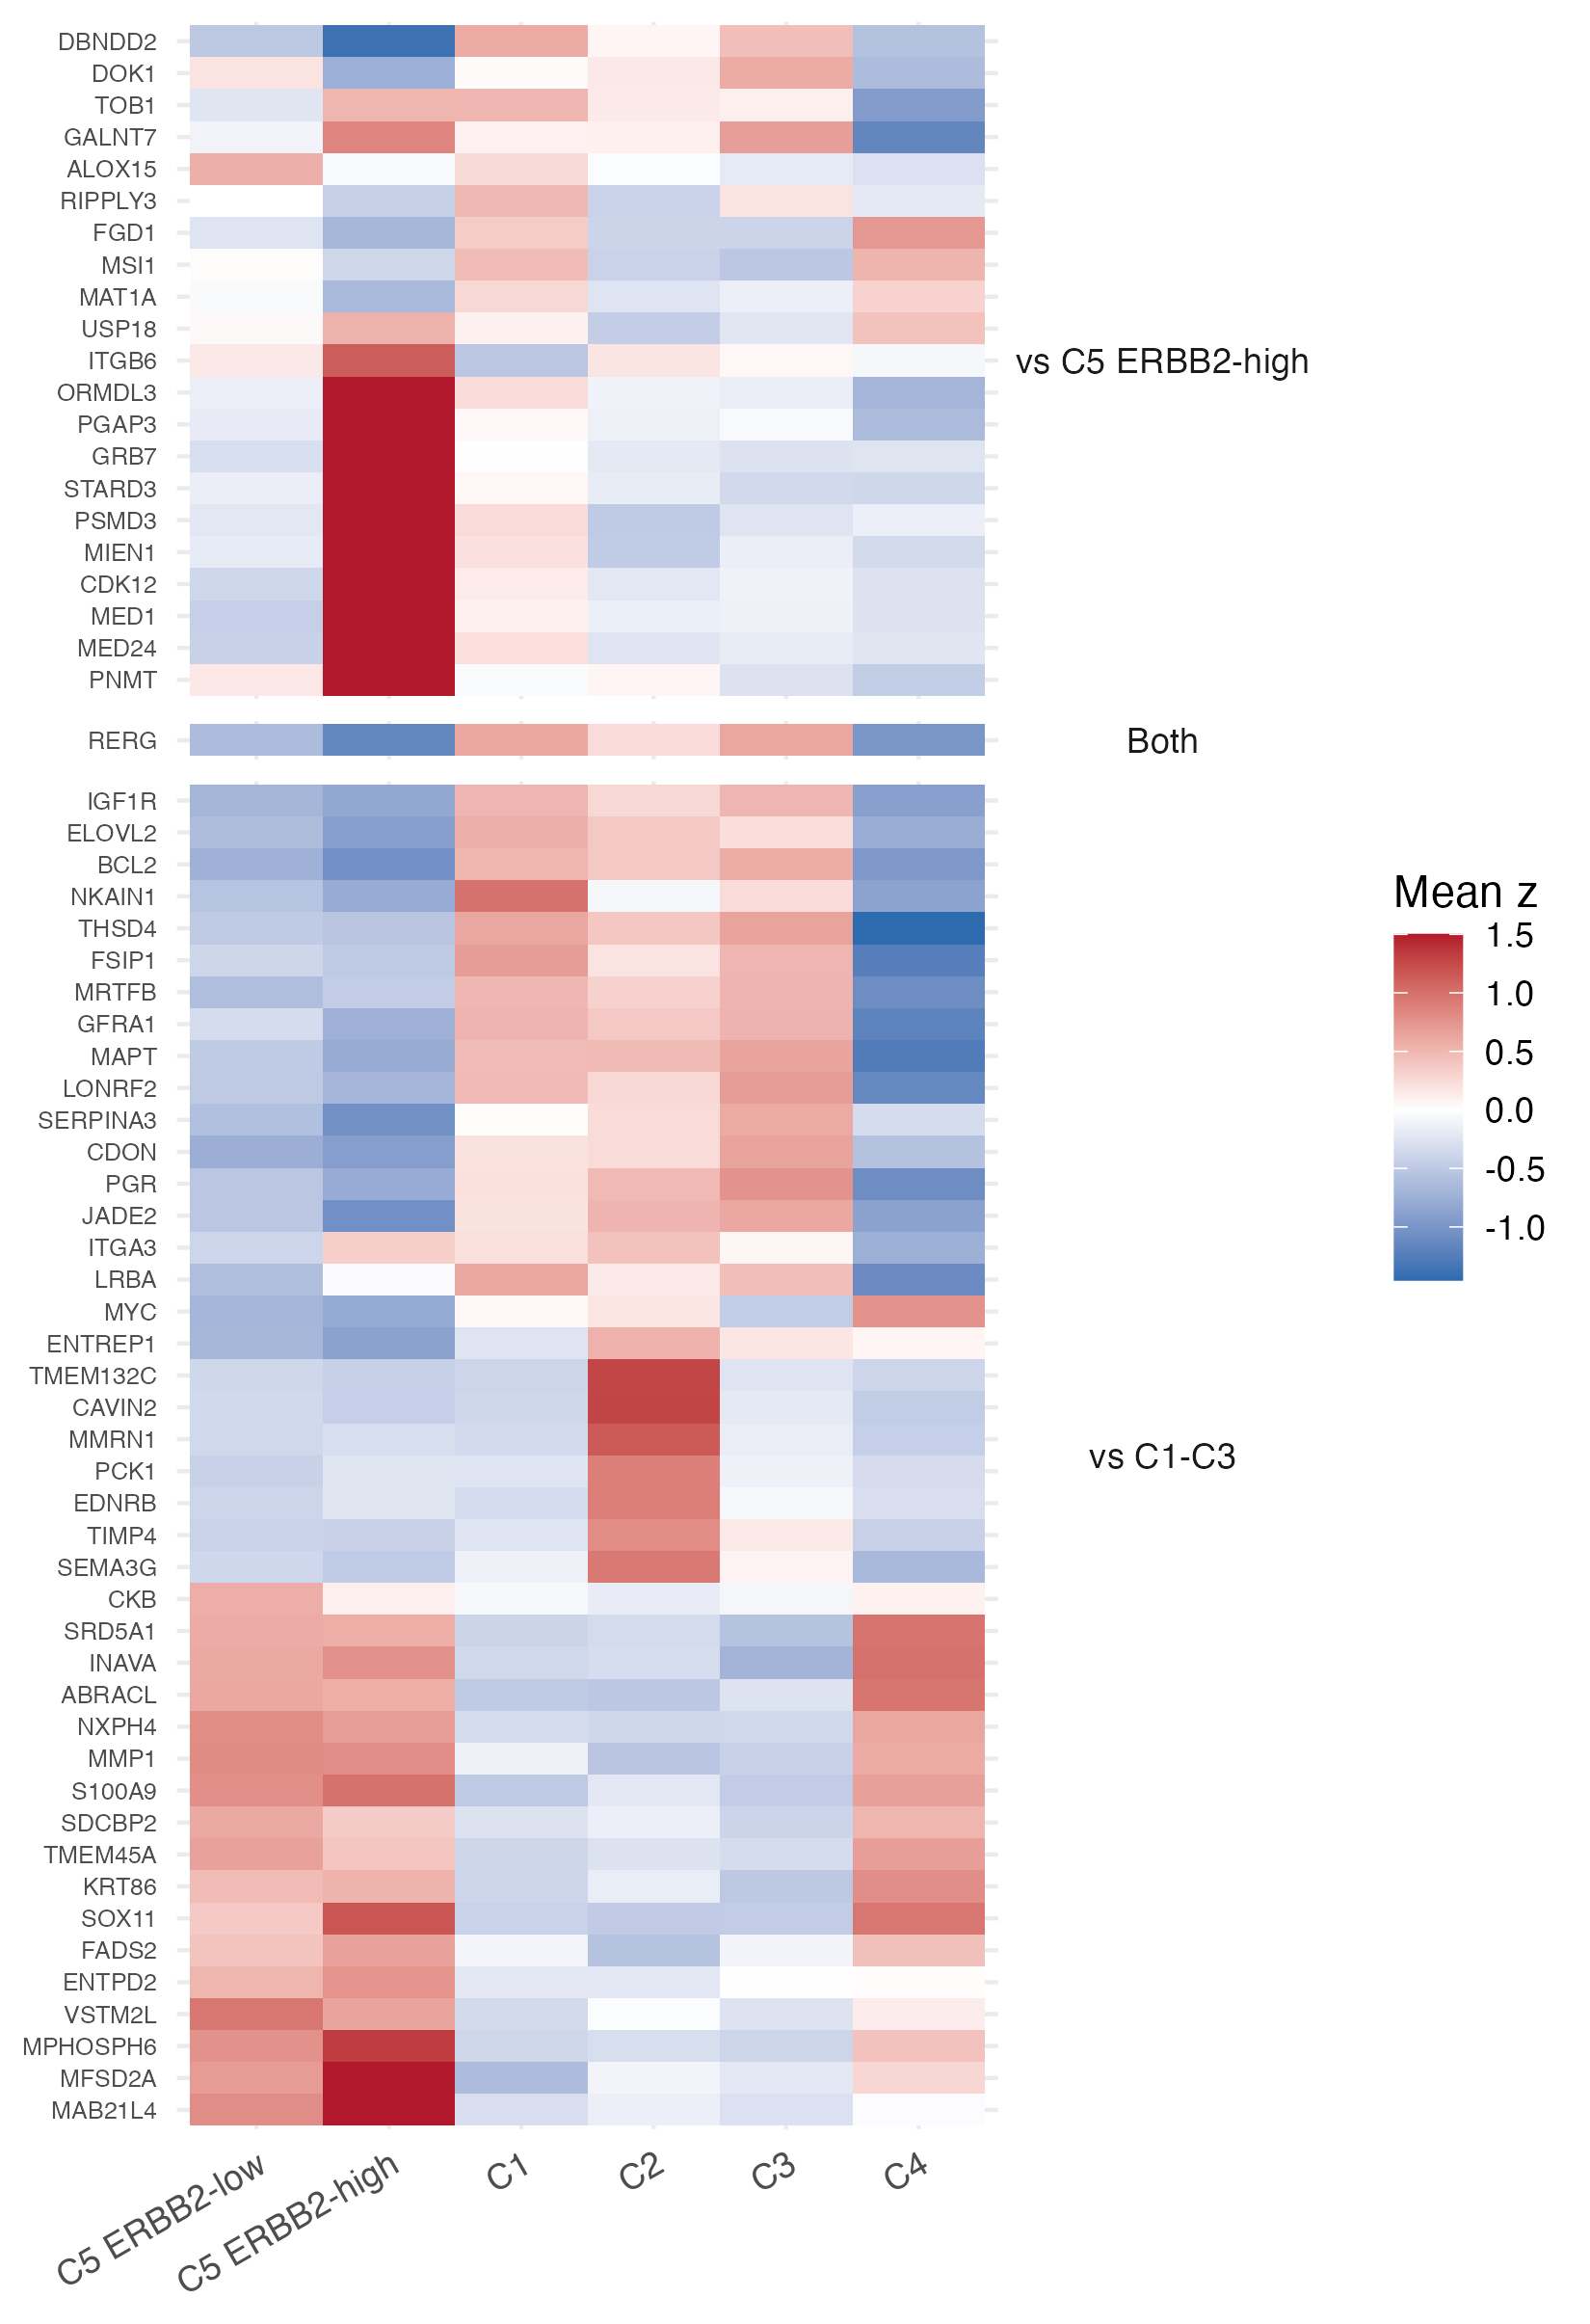 DBNDD2
DOK1
TOB1
GALNT7
ALOX15
RIPPLY3
FGD1
MSI1
MAT1A
USP18
ITGB6
ORMDL3
PGAP3
GRB7
STARD3
PSMD3
MIEN1
CDK12
MED1
MED24
PNMT
vs C5 ERBB2-high
RERG
Both
IGF1R
ELOVL2
BCL2
NKAIN1
THSD4
FSIP1
MRTFB
GFRA1
MAPT
LONRF2
SERPINA3
CDON
PGR
JADE2
ITGA3
LRBA
MYC
ENTREP1
TMEM132C
CAVIN2
MMRN1
PCK1
EDNRB
TIMP4
SEMA3G
CKB
SRD5A1
INAVA
ABRACL
NXPH4
MMP1
S100A9
SDCBP2
TMEM45A
KRT86
SOX11
FADS2
ENTPD2
VSTM2L
MPHOSPH6
MFSD2A
MAB21L4
vs C1-C3
C5 ERBB2-low
C5 ERBB2-high
C1
C2
C3
C4
Mean z
1.5
1.0
0.5
0.0
-0.5
-1.0